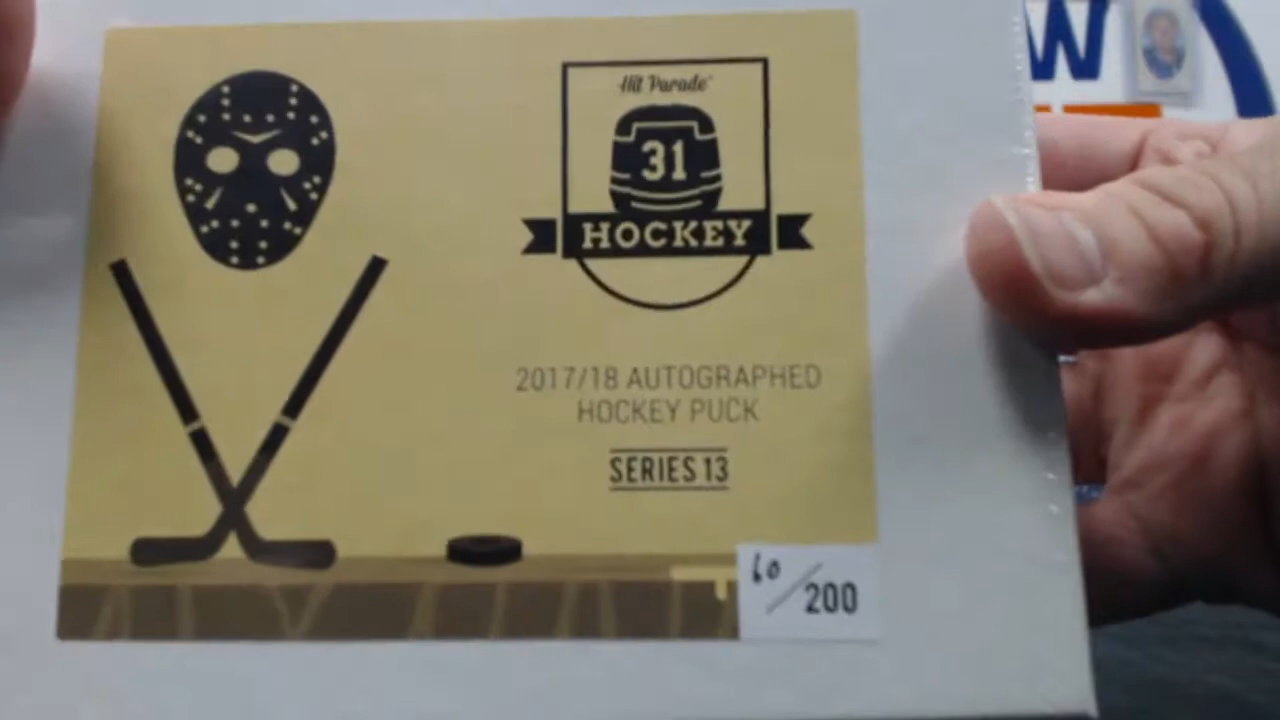 W
Hit Parade
31
HOCKEY
2017/18 AUTOGRAPHED
HOCKEY PUCK
SERIES 13
60/200